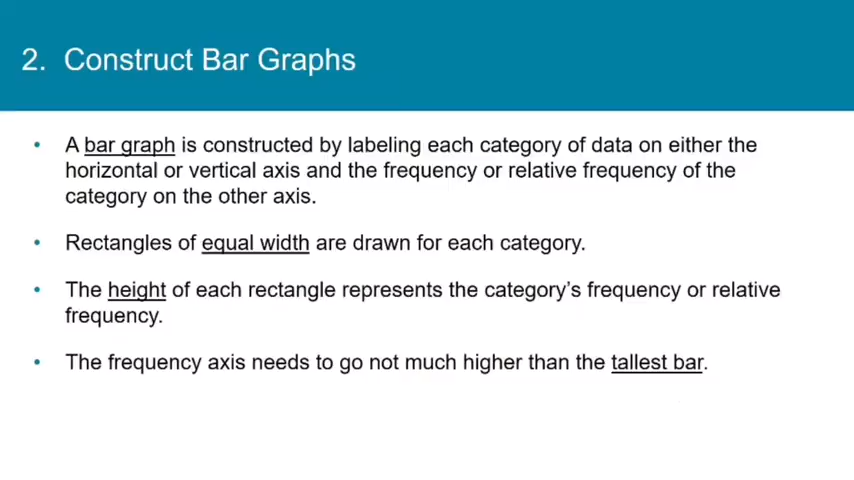 2. Construct Bar Graphs
• A bar graph is constructed by labeling each category of data on either the
horizontal or vertical axis and the frequency or relative frequency of the
category on the other axis.
• Rectangles of equal width are drawn for each category.
• The height of each rectangle represents the category’s frequency or relative
frequency.
• The frequency axis needs to go not much higher than the tallest bar.